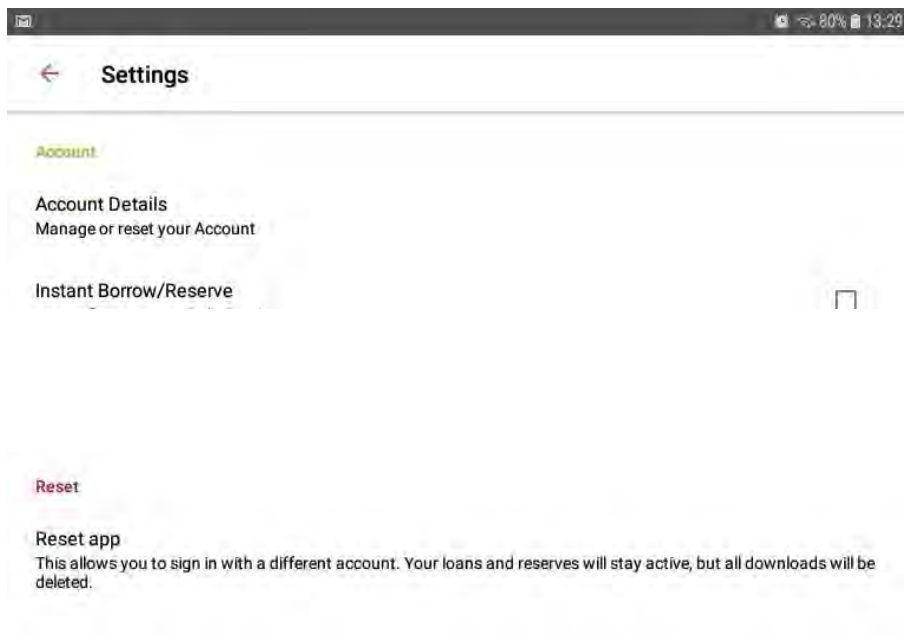 80% 13:29
Settings
Account
Account Details
Manage or reset your Account
Instant Borrow/Reserve
Reset
Reset app
This allows you to sign in with a different account. Your loans and reserves will stay active, but all downloads will be
deleted.